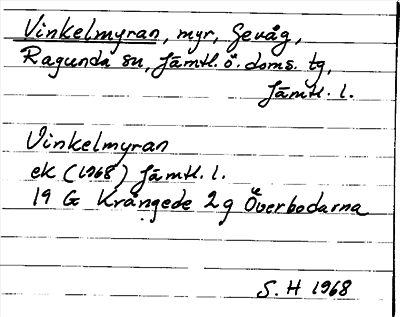 Vinkelmyran, myr, Gevåg,
Ragunda sn, Jämtl. ö. doms. tg,
Jämtl. l.
Vinkelmyran
ek (1968) Jämtl. l.
19 G Krångede 2 g Överbodarna
S. H 1968